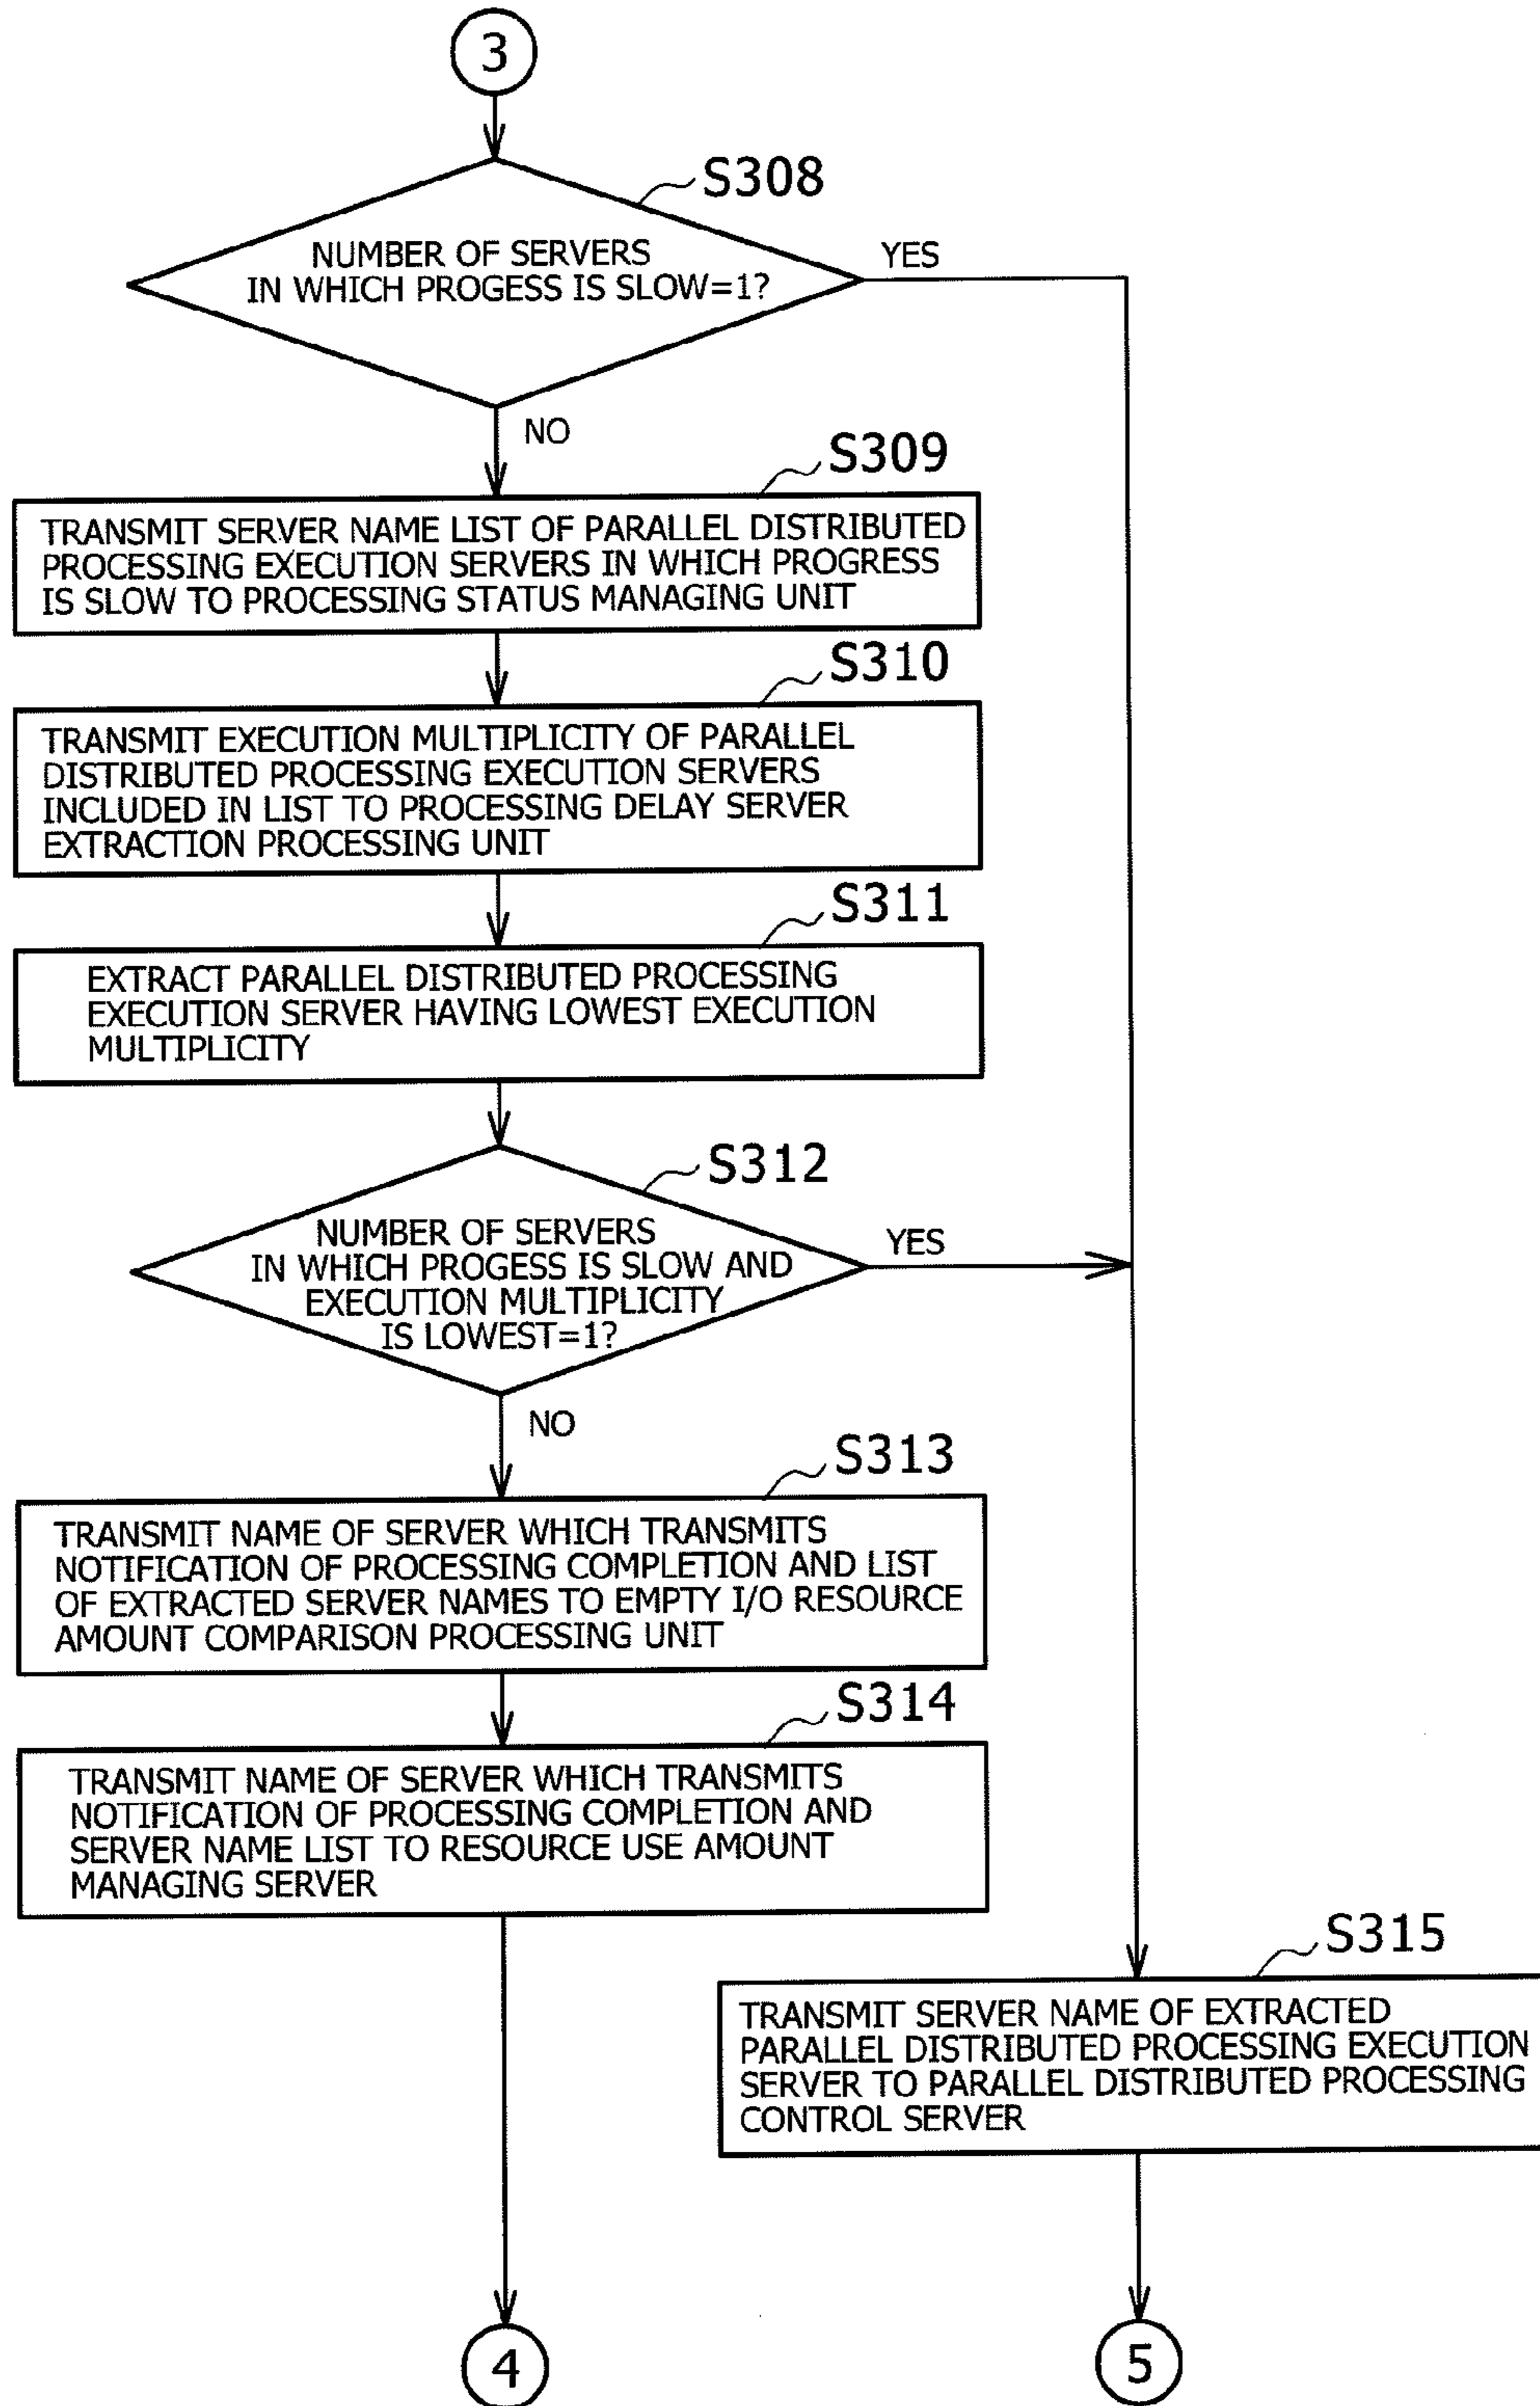 3
S308
NUMBER OF SERVERS
IN WHICH PROGESS IS SLOW=1?
YES
NO
S309
TRANSMIT SERVER NAME LIST OF PARALLEL DISTRIBUTED
PROCESSING EXECUTION SERVERS IN WHICH PROGRESS
IS SLOW TO PROCESSING STATUS MANAGING UNIT
S310
TRANSMIT EXECUTION MULTIPLICITY OF PARALLEL
DISTRIBUTED PROCESSING EXECUTION SERVERS
INCLUDED IN LIST TO PROCESSING DELAY SERVER
EXTRACTION PROCESSING UNIT
S311
EXTRACT PARALLEL DISTRIBUTED PROCESSING
EXECUTION SERVER HAVING LOWEST EXECUTION
MULTIPLICITY
S312
NUMBER OF SERVERS
IN WHICH PROGESS IS SLOW AND
EXECUTION MULTIPLICITY
IS LOWEST=1?
YES
NO
S313
TRANSMIT NAME OF SERVER WHICH TRANSMITS
NOTIFICATION OF PROCESSING COMPLETION AND LIST
OF EXTRACTED SERVER NAMES TO EMPTY I/O RESOURCE
AMOUNT COMPARISON PROCESSING UNIT
S314
TRANSMIT NAME OF SERVER WHICH TRANSMITS
NOTIFICATION OF PROCESSING COMPLETION AND
SERVER NAME LIST TO RESOURCE USE AMOUNT
MANAGING SERVER
S315
TRANSMIT SERVER NAME OF EXTRACTED
PARALLEL DISTRIBUTED PROCESSING EXECUTION
SERVER TO PARALLEL DISTRIBUTED PROCESSING
CONTROL SERVER
4
5